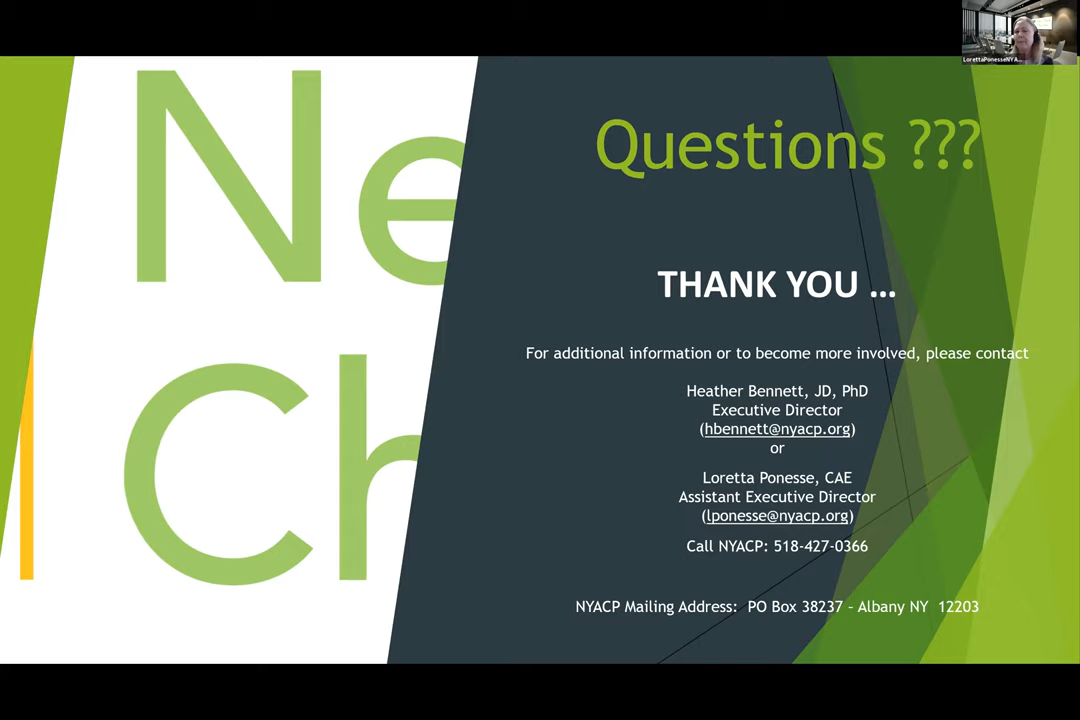 LorettaPonesseNYA...
Ne
Ch
Questions ???
THANK YOU ...
For additional information or to become more involved, please contact
Heather Bennett, JD, PhD
Executive Director
(hbennett@nyacp.org)
or
Loretta Ponesse, CAE
Assistant Executive Director
(lponesse@nyacp.org)
Call NYACP: 518-427-0366
NYACP Mailing Address:  PO Box 38237 – Albany NY  12203